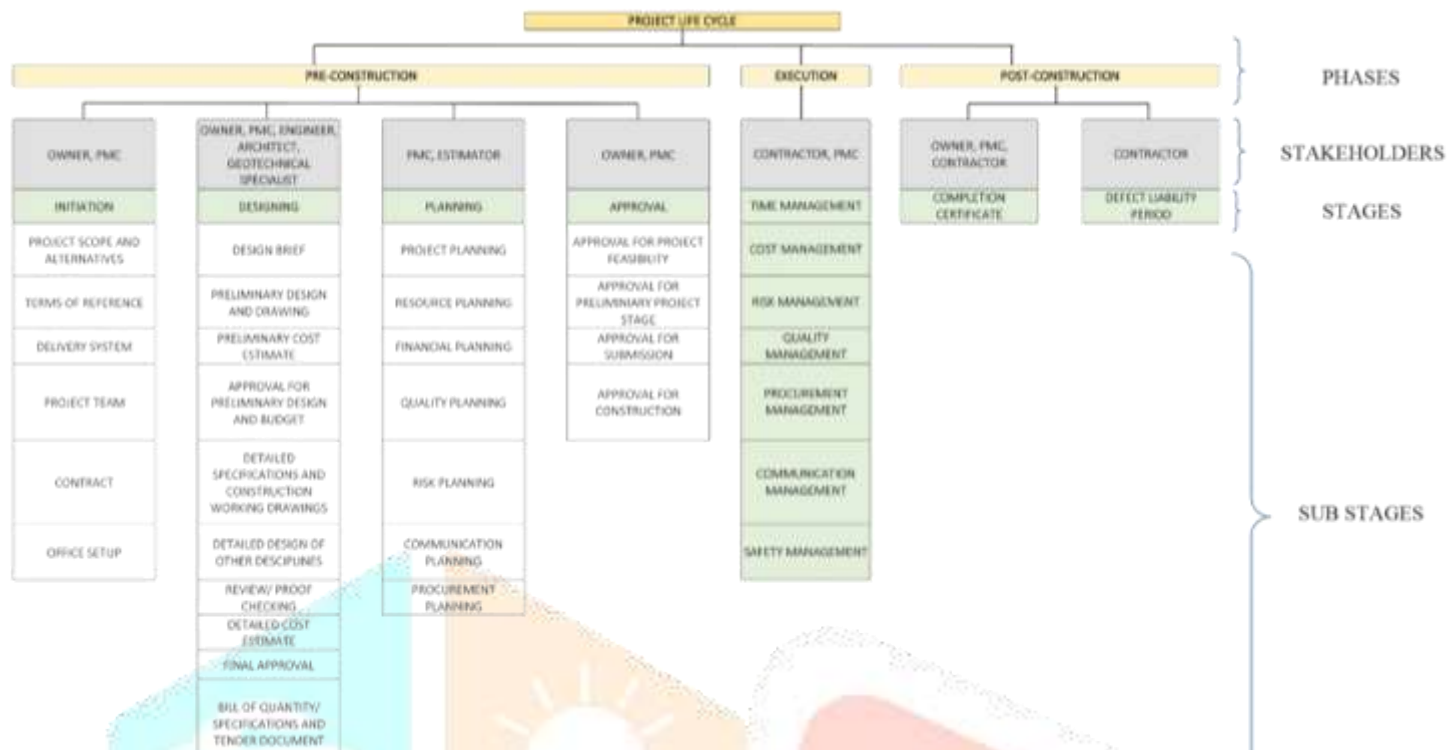 PROJECT LIFE CYCLE
PRE-CONSTRUCTION
EXECUTION
POST-CONSTRUCTION
PHASES
OWNER, PMC
OWNER, PMC, ENGINEER,
ARCHITECT,
GEOTECHNICAL
SPECIALIST
PMC, ESTIMATOR
OWNER, PMC
CONTRACTOR, PMC
OWNER, PMC,
CONTRACTOR
CONTRACTOR
STAKEHOLDERS
INITIATION
DESIGNING
PLANNING
APPROVAL
TIME MANAGEMENT
COMPLETION
CERTIFICATE
DEFECT LIABILITY
PERIOD
STAGES
PROJECT SCOPE AND
ALTERNATIVES
TERMS OF REFERENCE
DELIVERY SYSTEM
PROJECT TEAM
CONTRACT
OFFICE SETUP
DESIGN BRIEF
PRELIMINARY DESIGN
AND DRAWING
PRELIMINARY COST
ESTIMATE
APPROVAL FOR
PRELIMINARY DESIGN
AND BUDGET
DETAILED
SPECIFICATIONS AND
CONSTRUCTION
WORKING DRAWINGS
DETAILED DESIGN OF
OTHER DESCIPLINES
REVIEW/ PROOF
CHECKING
DETAILED COST
ESTIMATE
FINAL APPROVAL
BILL OF QUANTITY/
SPECIFICATIONS AND
TENDER DOCUMENT
PROJECT PLANNING
RESOURCE PLANNING
FINANCIAL PLANNING
QUALITY PLANNING
RISK PLANNING
COMMUNICATION
PLANNING
PROCUREMENT
PLANNING
APPROVAL FOR PROJECT
FEASIBILITY
APPROVAL FOR
PRELIMINIARY PROJECT
STAGE
APPROVAL FOR
SUBMISSION
APPROVAL FOR
CONSTRUCTION
COST MANAGEMENT
RISK MANAGEMENT
QUALITY
MANAGEMENT
PROCUREMENT
MANAGEMENT
COMMUNICATION
MANAGEMENT
SAFETY MANAGEMENT
SUB STAGES